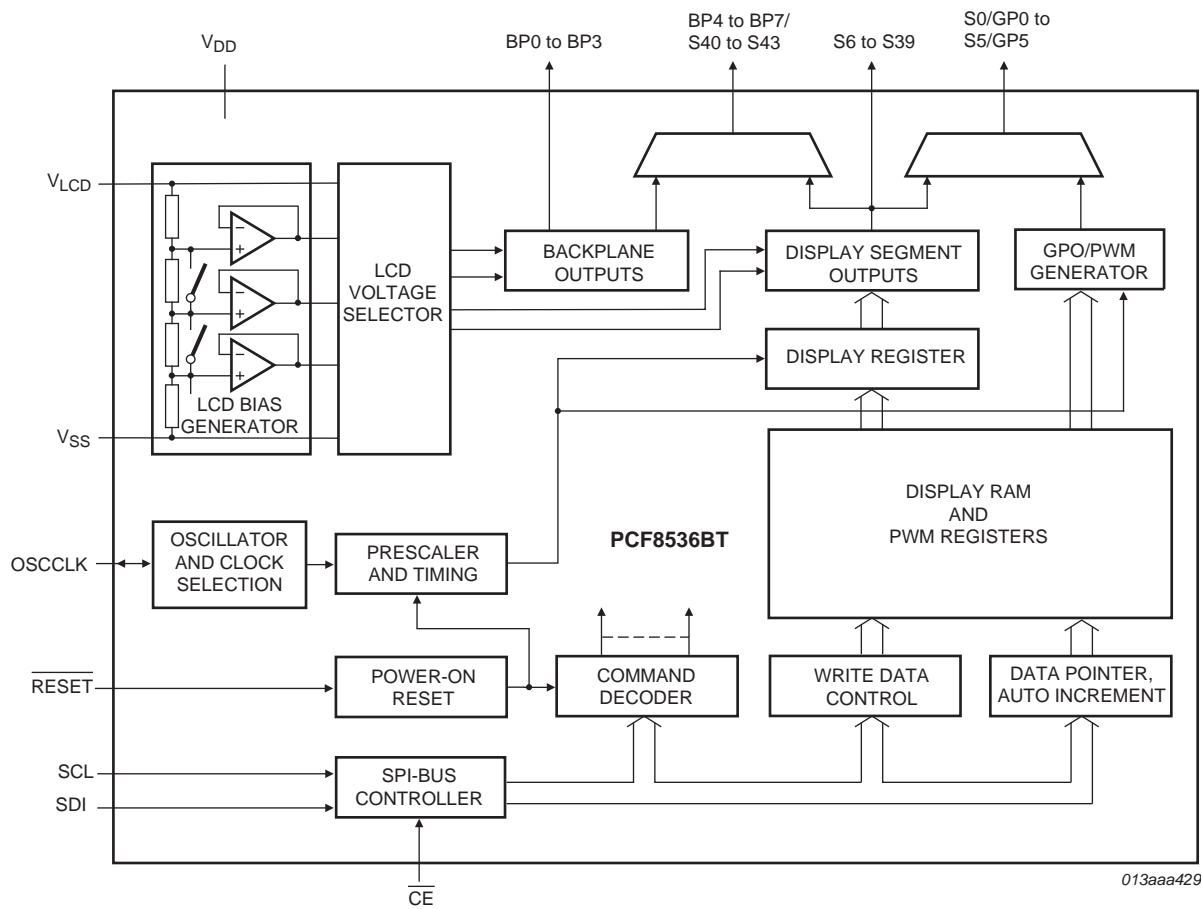 VDD
BP0 to BP3
BP4 to BP7/
S40 to S43
S6 to S39
S0/GP0 to
S5/GP5
VLCD
VSS
LCD BIAS
GENERATOR
LCD
VOLTAGE
SELECTOR
BACKPLANE
OUTPUTS
DISPLAY SEGMENT
OUTPUTS
GPO/PWM
GENERATOR
DISPLAY REGISTER
DISPLAY RAM
AND
PWM REGISTERS
OSCCLK
OSCILLATOR
AND CLOCK
SELECTION
PRESCALER
AND TIMING
PCF8536BT
RESET
POWER-ON
RESET
COMMAND
DECODER
WRITE DATA
CONTROL
DATA POINTER,
AUTO INCREMENT
SCL
SDI
SPI-BUS
CONTROLLER
CE
013aaa429